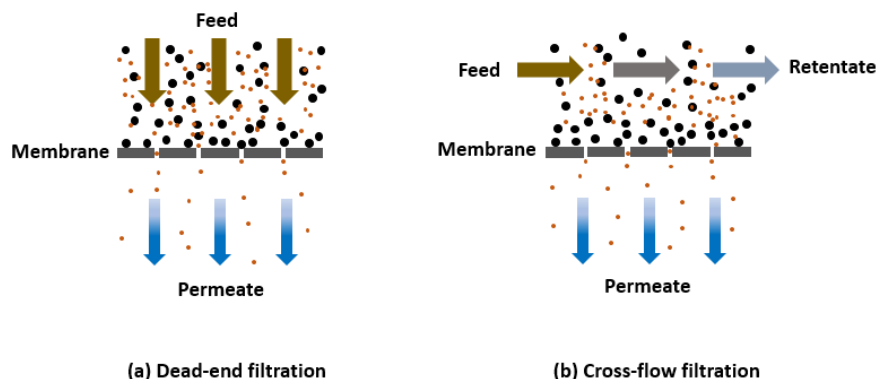 Feed
Membrane
Permeate
(a) Dead-end filtration
Feed
Retentate
Membrane
Permeate
(b) Cross-flow filtration